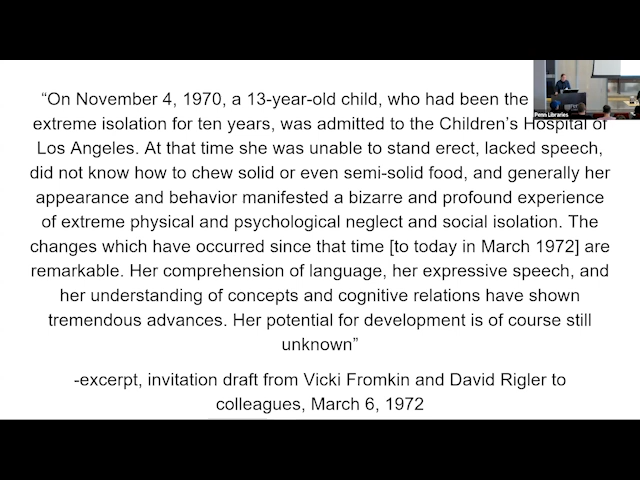 “On November 4, 1970, a 13-year-old child, who had been the
extreme isolation for ten years, was admitted to the Children’s Hospital of
Los Angeles. At that time she was unable to stand erect, lacked speech,
did not know how to chew solid or even semi-solid food, and generally her
appearance and behavior manifested a bizarre and profound experience
of extreme physical and psychological neglect and social isolation. The
changes which have occurred since that time [to today in March 1972] are
remarkable. Her comprehension of language, her expressive speech, and
her understanding of concepts and cognitive relations have shown
tremendous advances. Her potential for development is of course still
unknown”
-excerpt, invitation draft from Vicki Fromkin and David Rigler to
colleagues, March 6, 1972
Penn Libraries